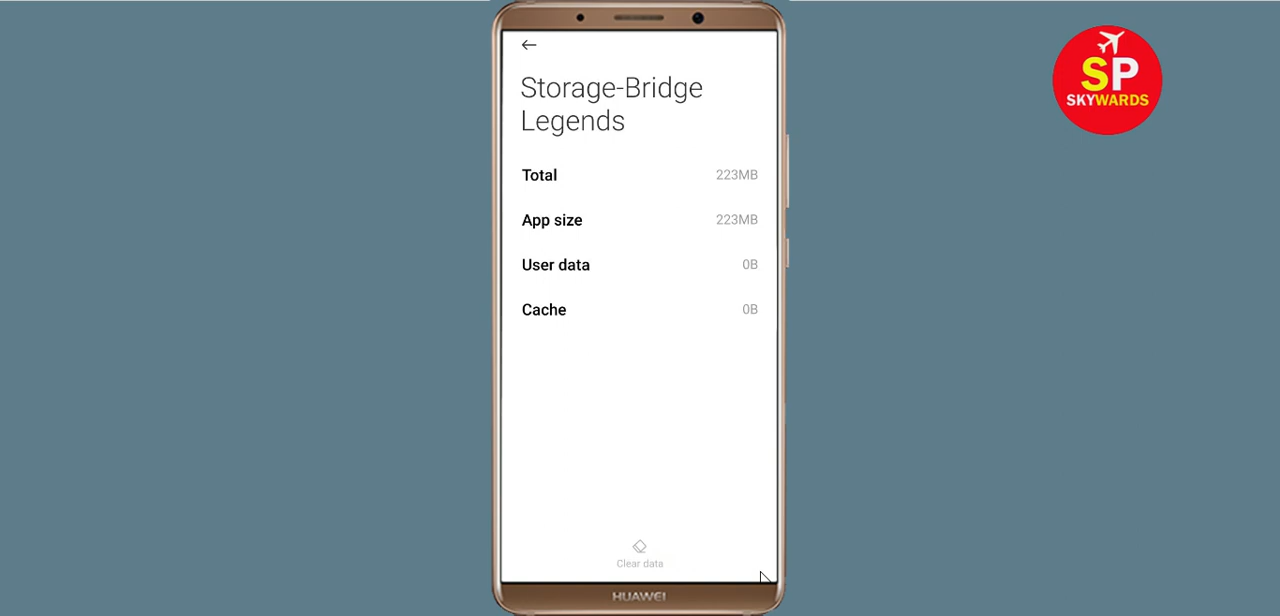 SP
SKYWARDS
Storage-Bridge
Legends
Total 223MB
App size 223MB
User data 0B
Cache 0B
Clear data
HUAWEI